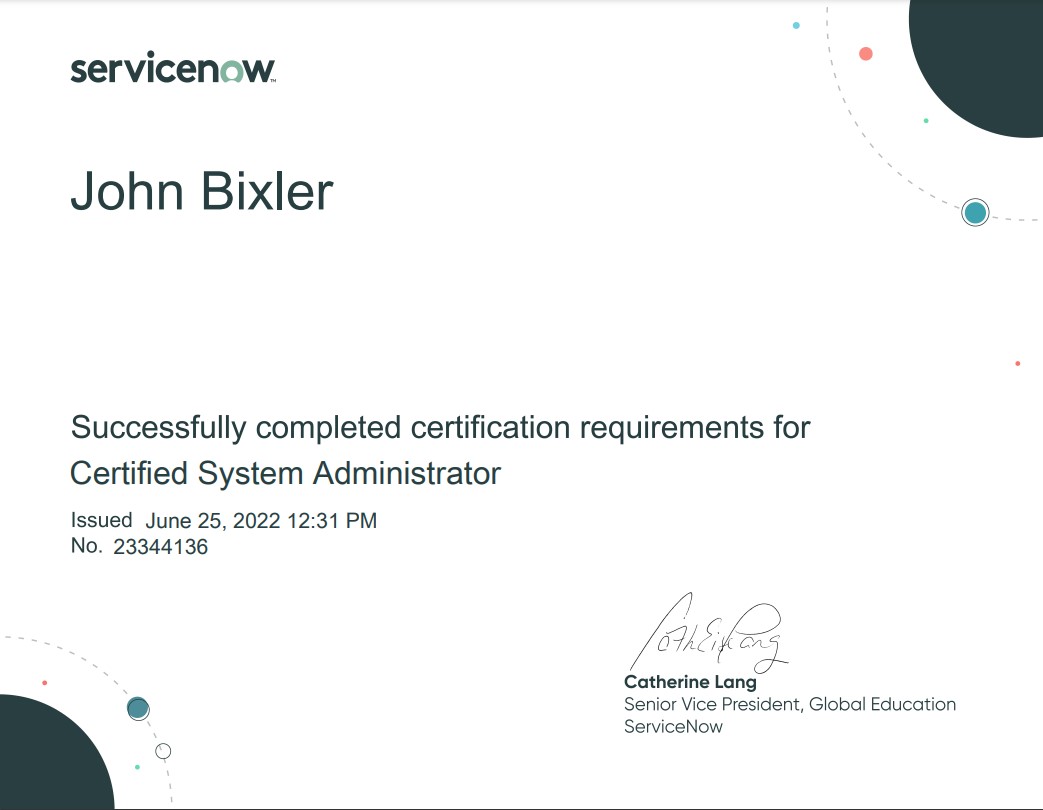 servicenow™
John Bixler
Successfully completed certification requirements for
Certified System Administrator
Issued June 25, 2022 12:31 PM
No. 23344136
Catherine Lang
Catherine Lang
Senior Vice President, Global Education
ServiceNow